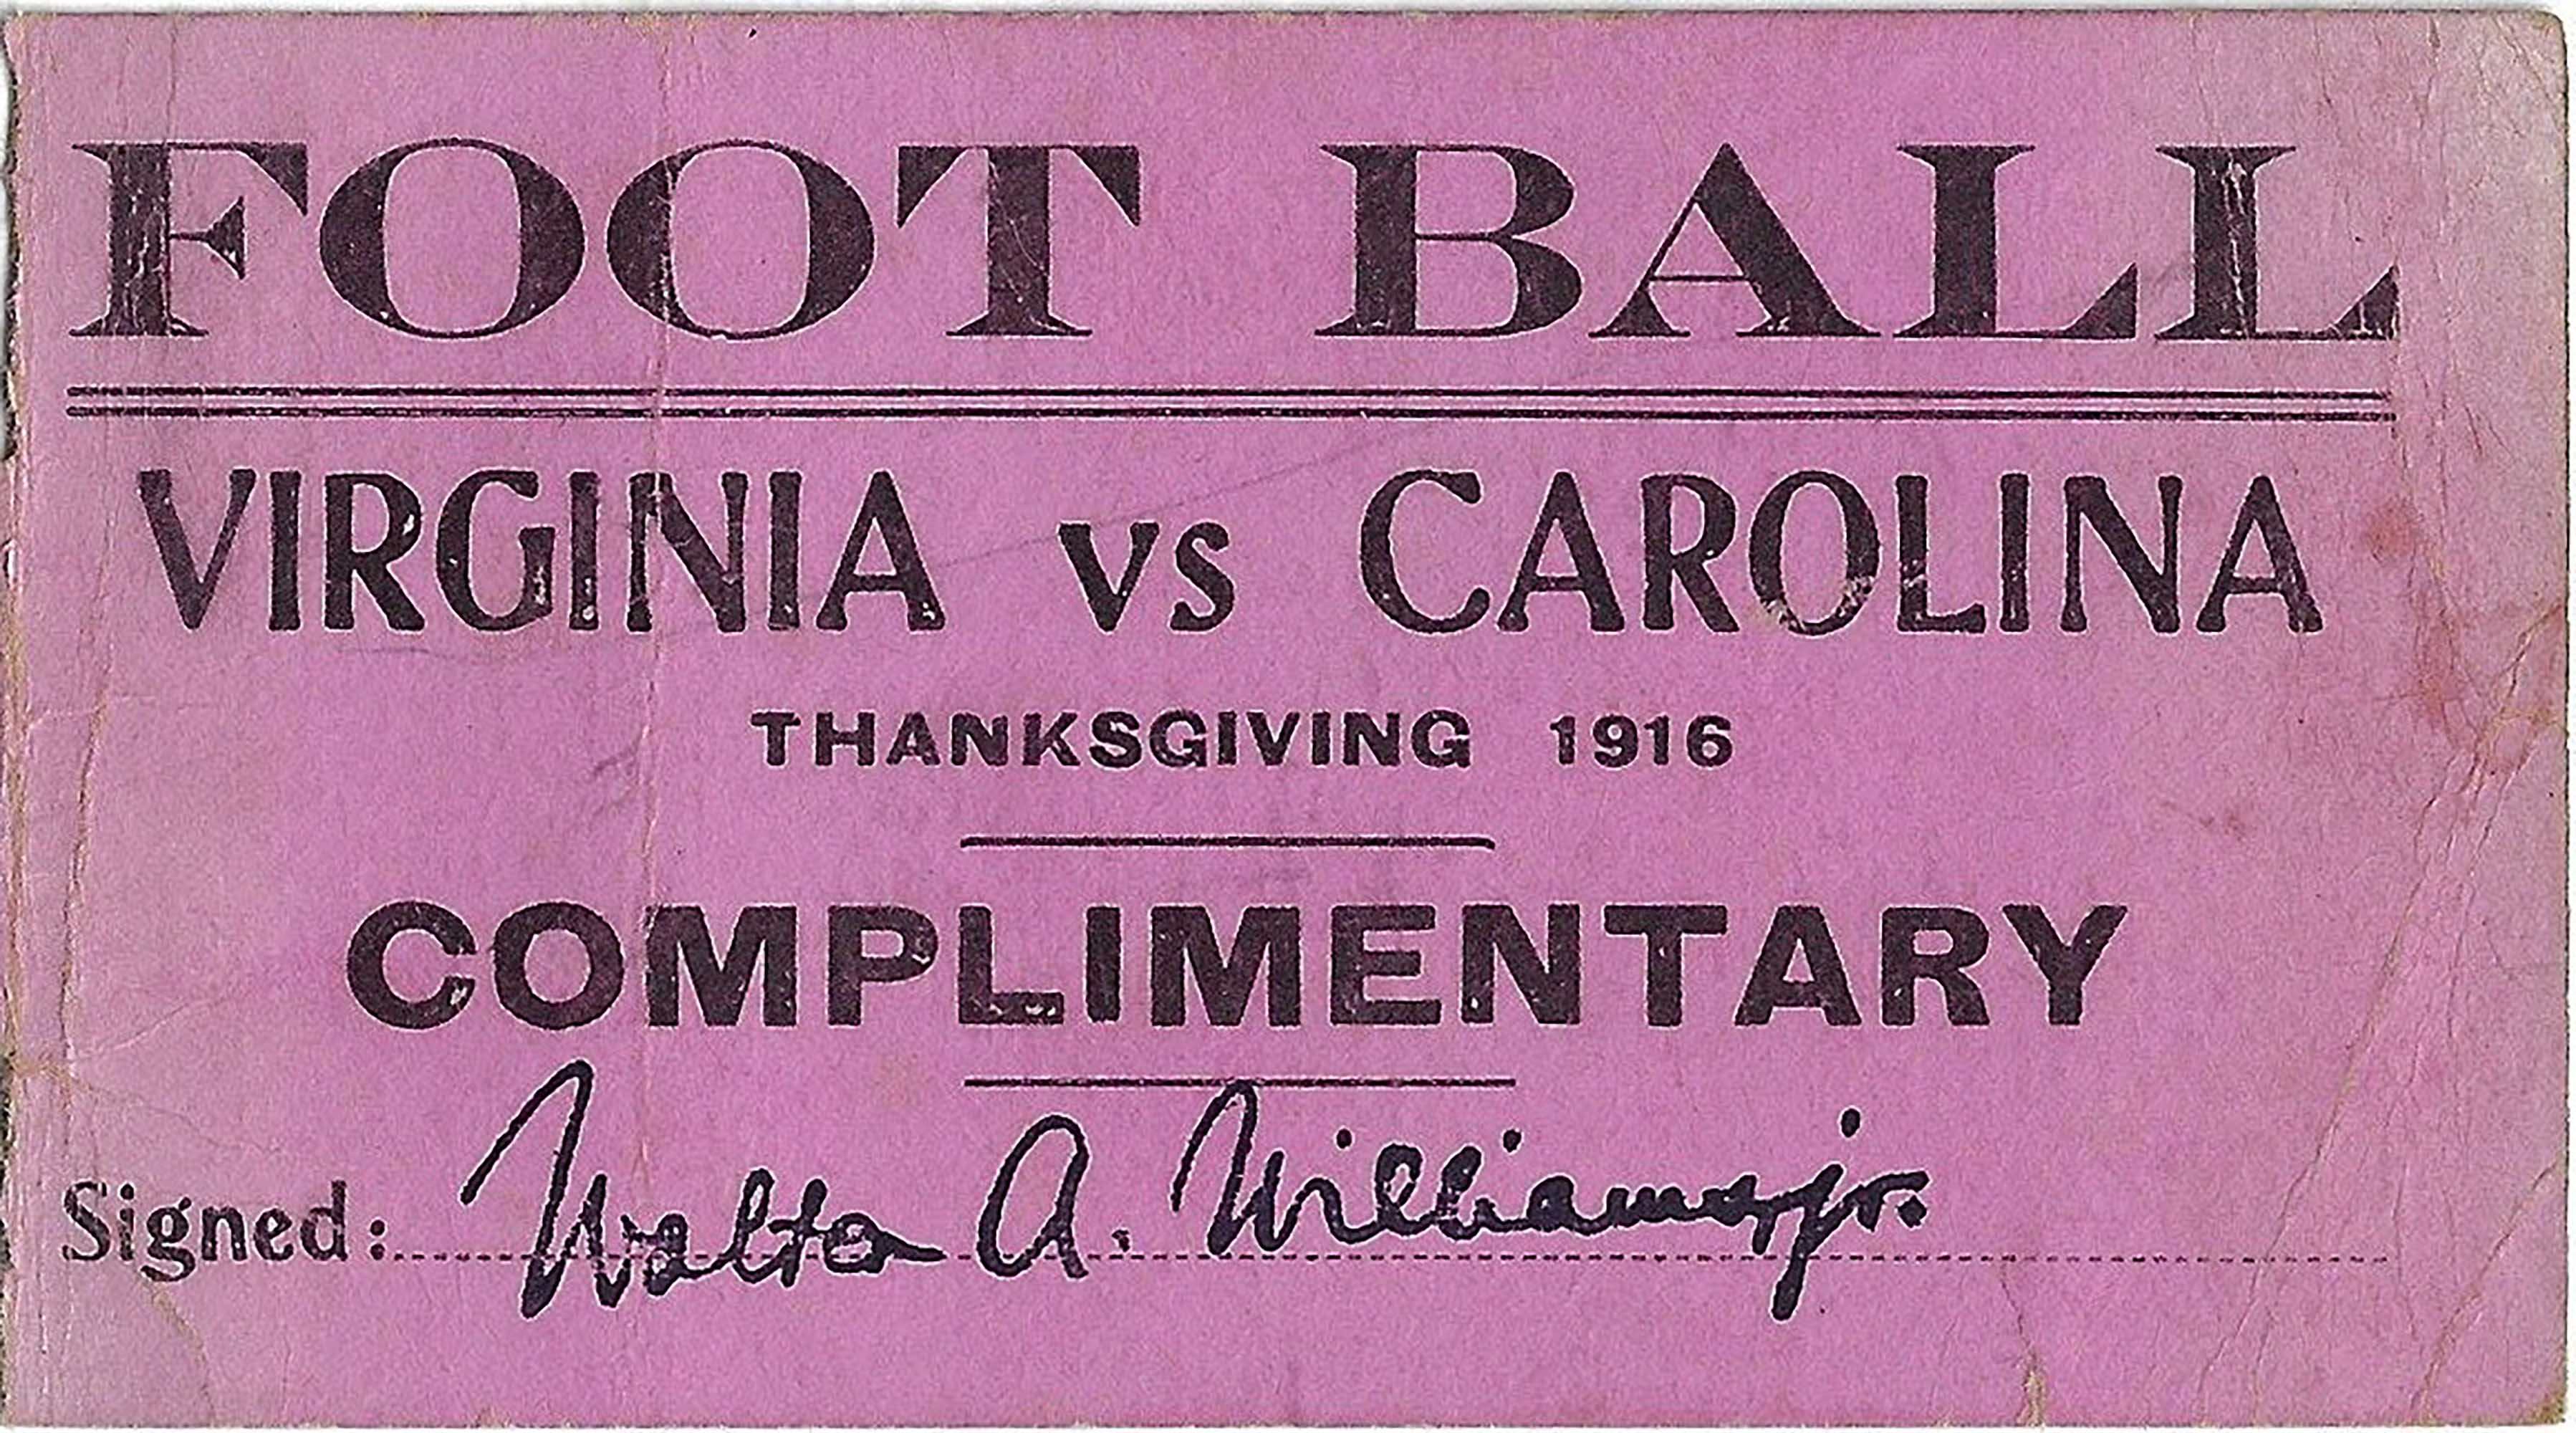 FOOT BALL
VIRGINIA vs CAROLINA
THANKSGIVING 1916
COMPLIMENTARY
Signed: Walter A. Williams, jr.